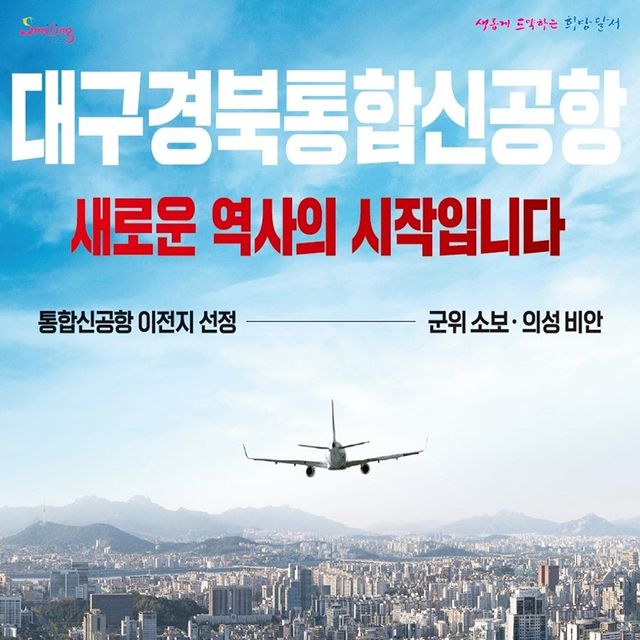 Smiling
새롭게 도약하는 희망달서
대구경북통합신공항
새로운 역사의 시작입니다
통합신공항 이전지 선정 ─── 군위 소보·의성 비안